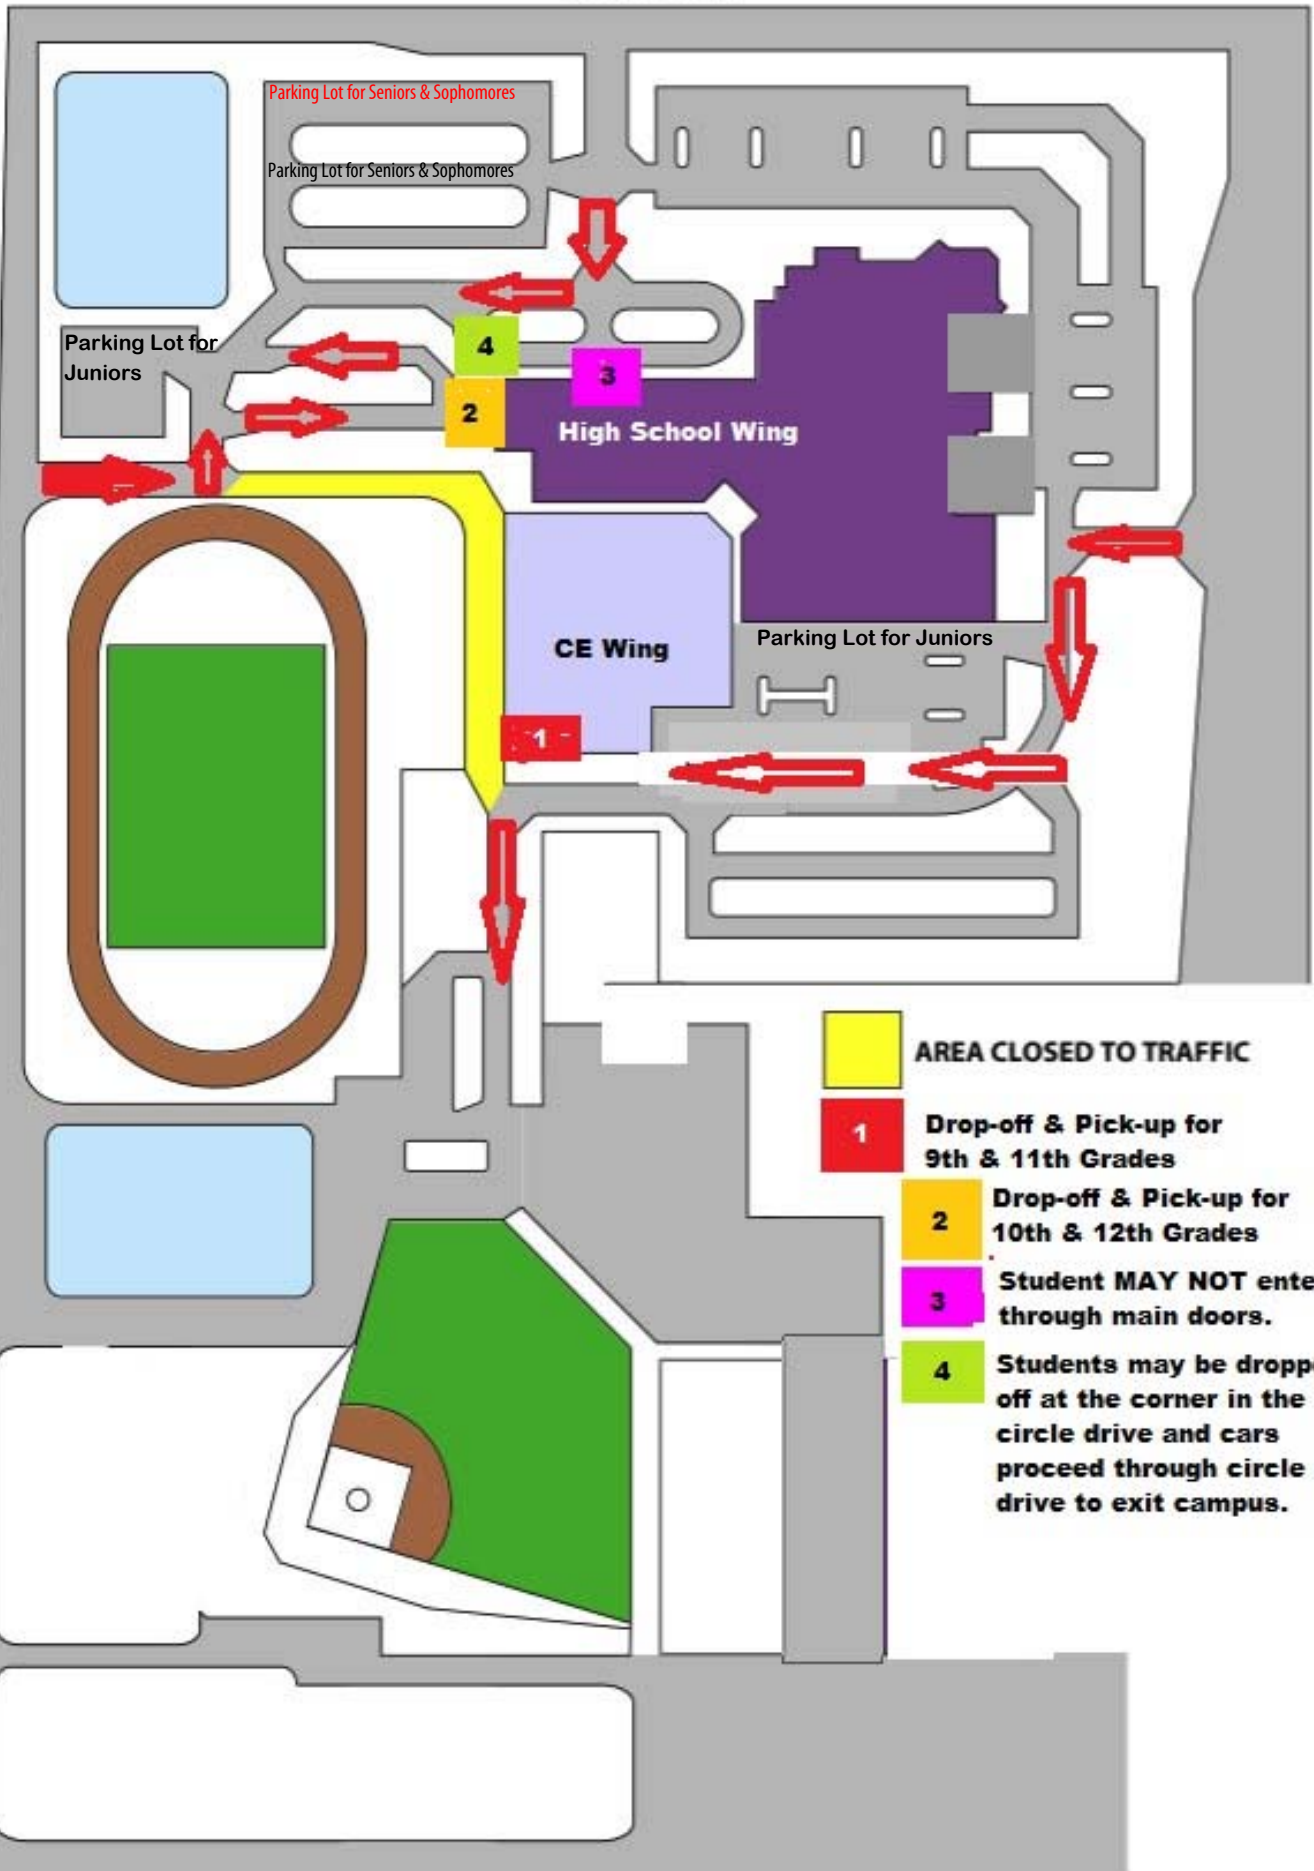 Parking Lot for Seniors & Sophomores
Parking Lot for Seniors & Sophomores
Parking Lot for
Juniors
4
3
2
High School Wing
CE Wing
Parking Lot for Juniors
1
AREA CLOSED TO TRAFFIC
1
Drop-off & Pick-up for
9th & 11th Grades
2
Drop-off & Pick-up for
10th & 12th Grades
3
Student MAY NOT ente
through main doors.
4
Students may be dropp
off at the corner in the
circle drive and cars
proceed through circle
drive to exit campus.